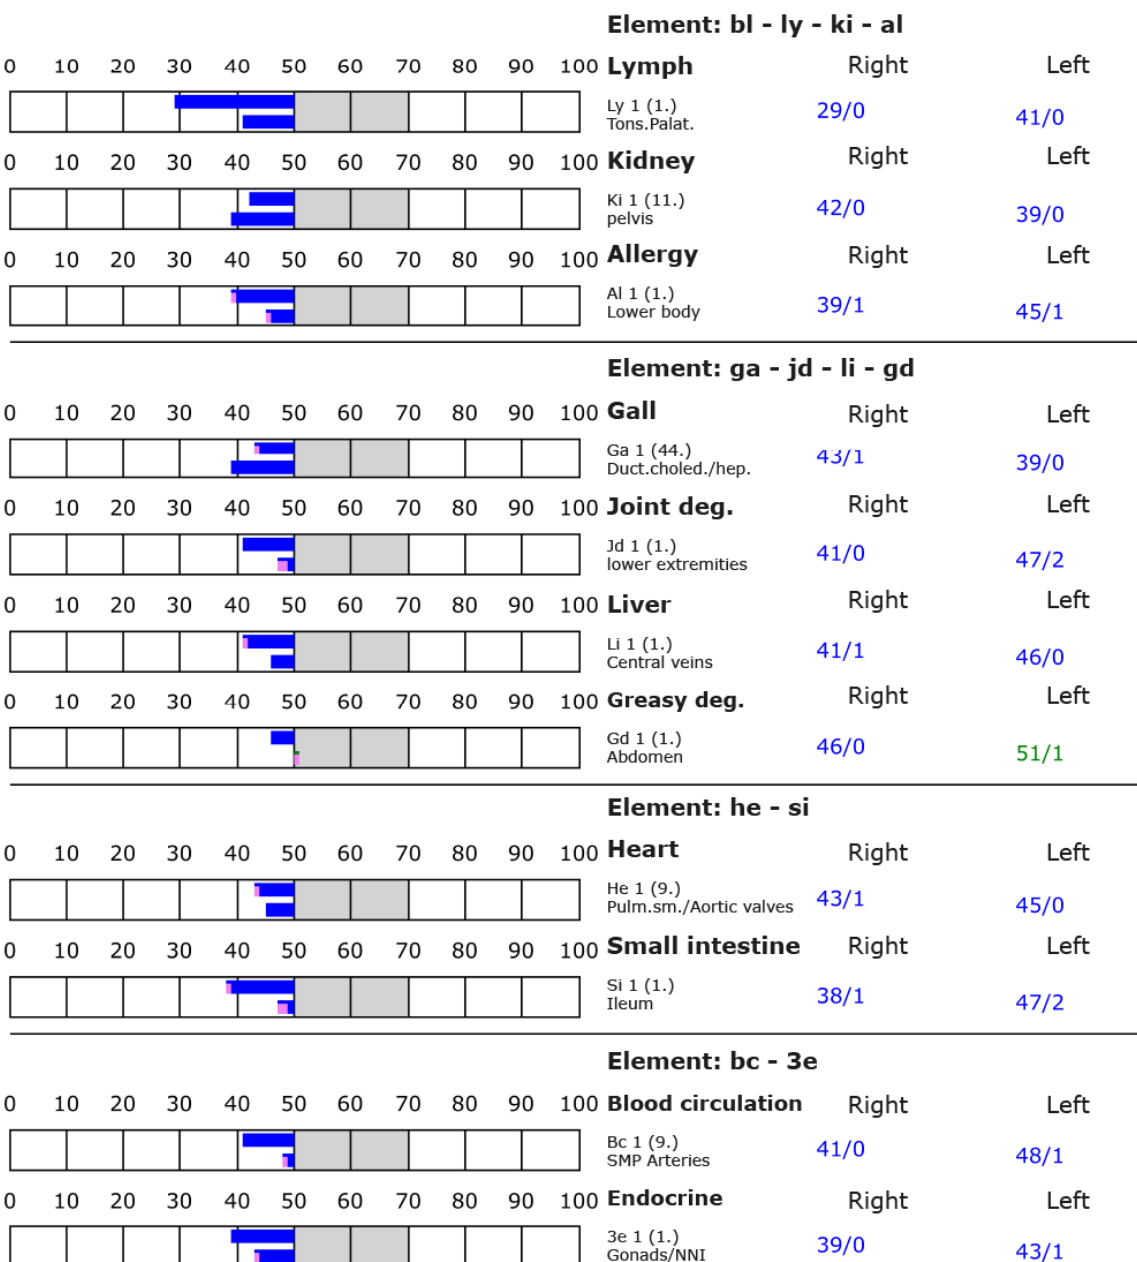 Element: bl - ly - ki - al
0 10 20 30 40 50 60 70 80 90 100 Lymph Right Left
Ly 1 (1.) 29/0 41/0
Tons.Palat.
0 10 20 30 40 50 60 70 80 90 100 Kidney Right Left
Ki 1 (11.) 42/0 39/0
pelvis
0 10 20 30 40 50 60 70 80 90 100 Allergy Right Left
Al 1 (1.) 39/1 45/1
Lower body
Element: ga - jd - li - gd
0 10 20 30 40 50 60 70 80 90 100 Gall Right Left
Ga 1 (44.) 43/1 39/0
Duct.choled./hep.
0 10 20 30 40 50 60 70 80 90 100 Joint deg. Right Left
Jd 1 (1.) 41/0 47/2
lower extremities
0 10 20 30 40 50 60 70 80 90 100 Liver Right Left
Li 1 (1.) 41/1 46/0
Central veins
0 10 20 30 40 50 60 70 80 90 100 Greasy deg. Right Left
Gd 1 (1.) 46/0 51/1
Abdomen
Element: he - si
0 10 20 30 40 50 60 70 80 90 100 Heart Right Left
He 1 (9.) 43/1 45/0
Pulm.sm./Aortic valves
0 10 20 30 40 50 60 70 80 90 100 Small intestine Right Left
Si 1 (1.) 38/1 47/2
Ileum
Element: bc - 3e
0 10 20 30 40 50 60 70 80 90 100 Blood circulation Right Left
Bc 1 (9.) 41/0 48/1
SMP Arteries
0 10 20 30 40 50 60 70 80 90 100 Endocrine Right Left
3e 1 (1.) 39/0 43/1
Gonads/NNI